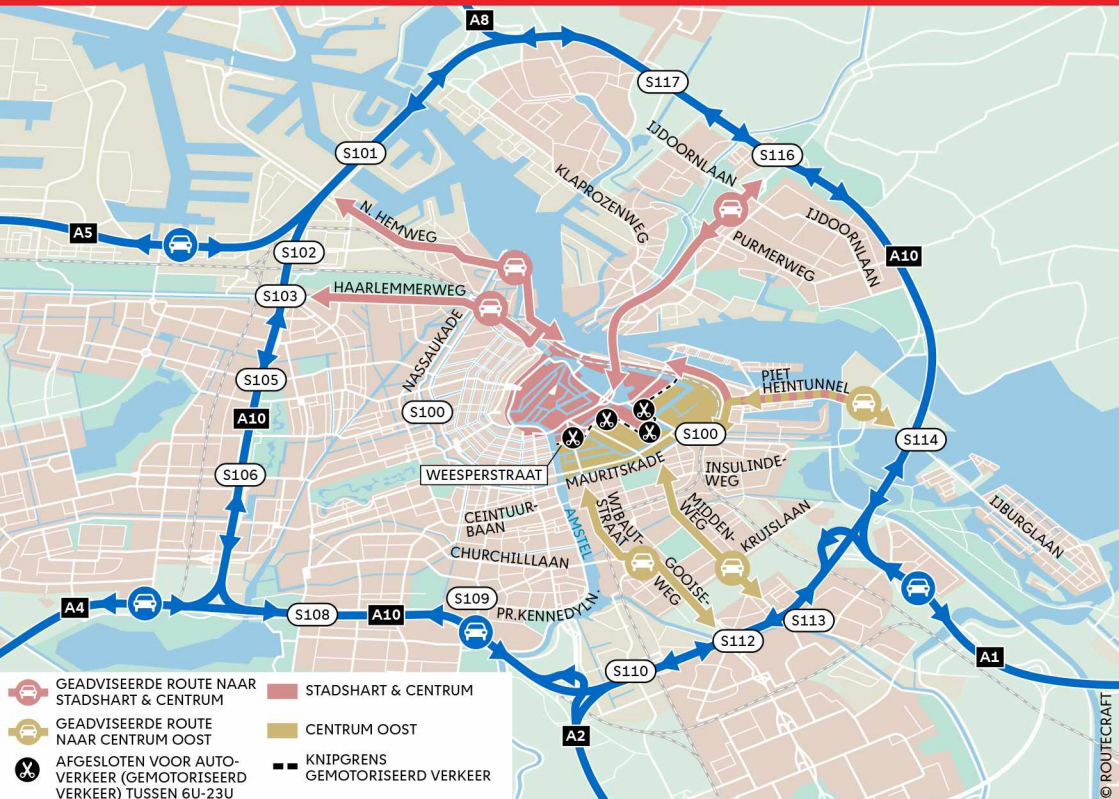 A8
S117
IJDOORNLAAN
S116
S101
KLAPROZENWEG
N. HEMWEG
PURMERWEG
IJDOORNLAAN
A5
S102
A10
S103
HAARLEMMERWEG
NASSAUKADE
S105
PIET
HEINTUNNEL
A10
S100
S100
S114
S106
WEESPERSTRAAT
MAURITSKADE
INSULINDE-
WEG
CEINTUUR-
BAAN
AMSTEL
WIBAUT-
STRAAT
MIDDEN-
WEG
KRUISLAAN
IJBURGLAAN
CHURCHILLLAAN
GOOISE-
WEG
A4
S108
A10
S109
PR.KENNEDYLN.
S113
S112
S110
A1
A2
GEADVISEERDE ROUTE NAAR
STADSHART & CENTRUM
GEADVISEERDE ROUTE
NAAR CENTRUM OOST
AFGESLOTEN VOOR AUTO-
VERKEER (GEMOTORISEERD
VERKEER) TUSSEN 6U-23U
STADSHART & CENTRUM
CENTRUM OOST
KNIPGRENS
GEMOTORISEERD VERKEER
© ROUTECRAFT